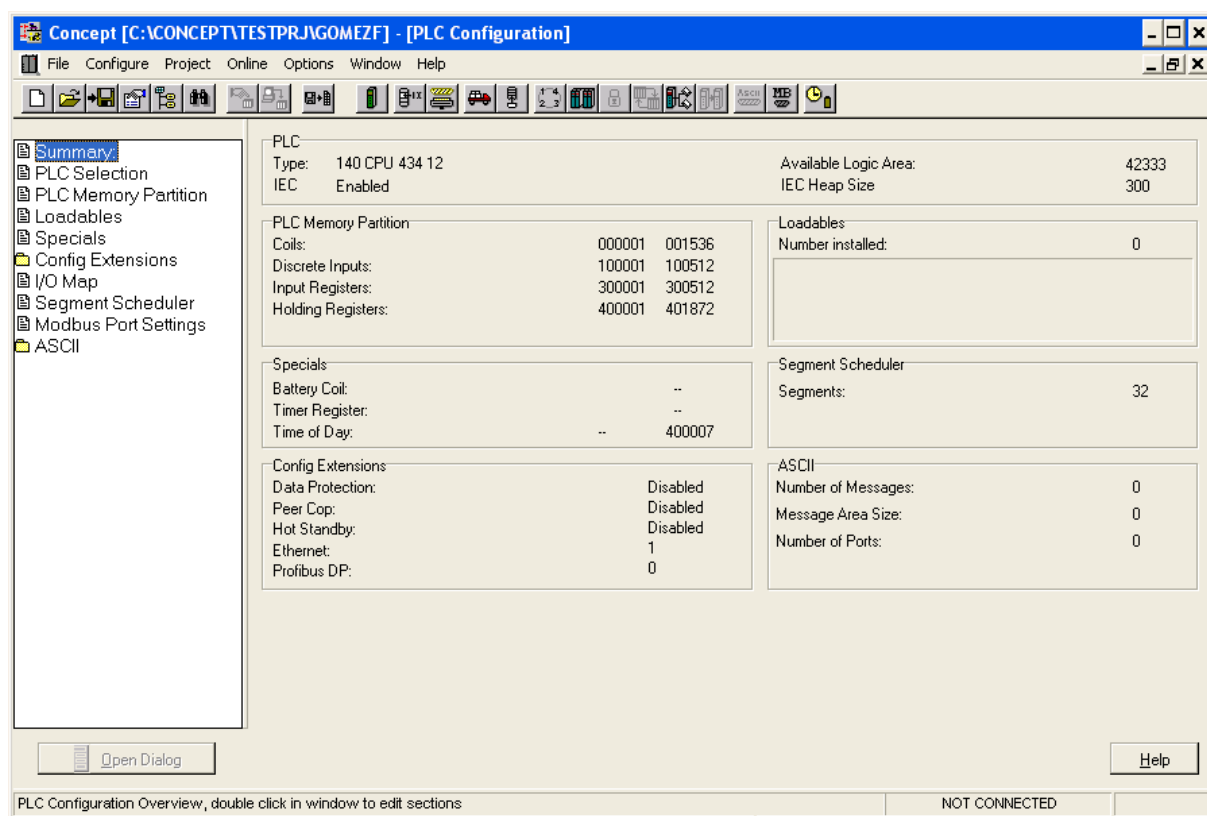 Concept [C:\CONCEPT\TESTPRJ\GOMEZF] - [PLC Configuration]
File Configure Project Online Options Window Help
Summary:
PLC Selection
PLC Memory Partition
Loadables
Specials
Config Extensions
I/O Map
Segment Scheduler
Modbus Port Settings
ASCII
PLC
Type: 140 CPU 434 12 Available Logic Area: 42333
IEC Enabled IEC Heap Size 300
PLC Memory Partition
Coils: 000001 001536
Discrete Inputs: 100001 100512
Input Registers: 300001 300512
Holding Registers: 400001 401872
Loadables
Number installed: 0
Specials
Battery Coil: --
Timer Register: --
Time of Day: -- 400007
Segment Scheduler
Segments: 32
Config Extensions
Data Protection: Disabled
Peer Cop: Disabled
Hot Standby: Disabled
Ethernet: 1
Profibus DP: 0
ASCII
Number of Messages: 0
Message Area Size: 0
Number of Ports: 0
Open Dialog
Help
PLC Configuration Overview, double click in window to edit sections NOT CONNECTED